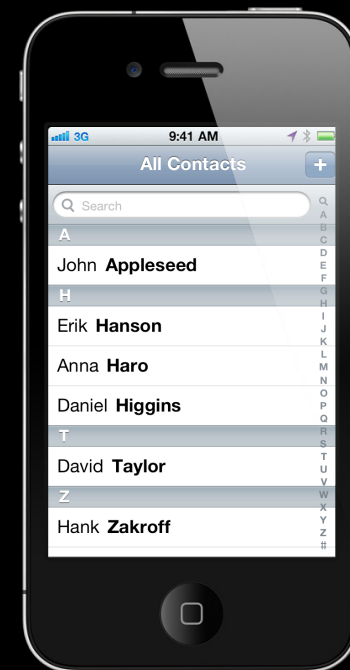 3G 9:41 AM
All Contacts +
Search
A
John Appleseed
H
Erik Hanson
Anna Haro
Daniel Higgins
T
David Taylor
Z
Hank Zakroff
A
B
C
D
E
F
G
H
I
J
K
L
M
N
O
P
Q
R
S
T
U
V
W
X
Y
Z
#